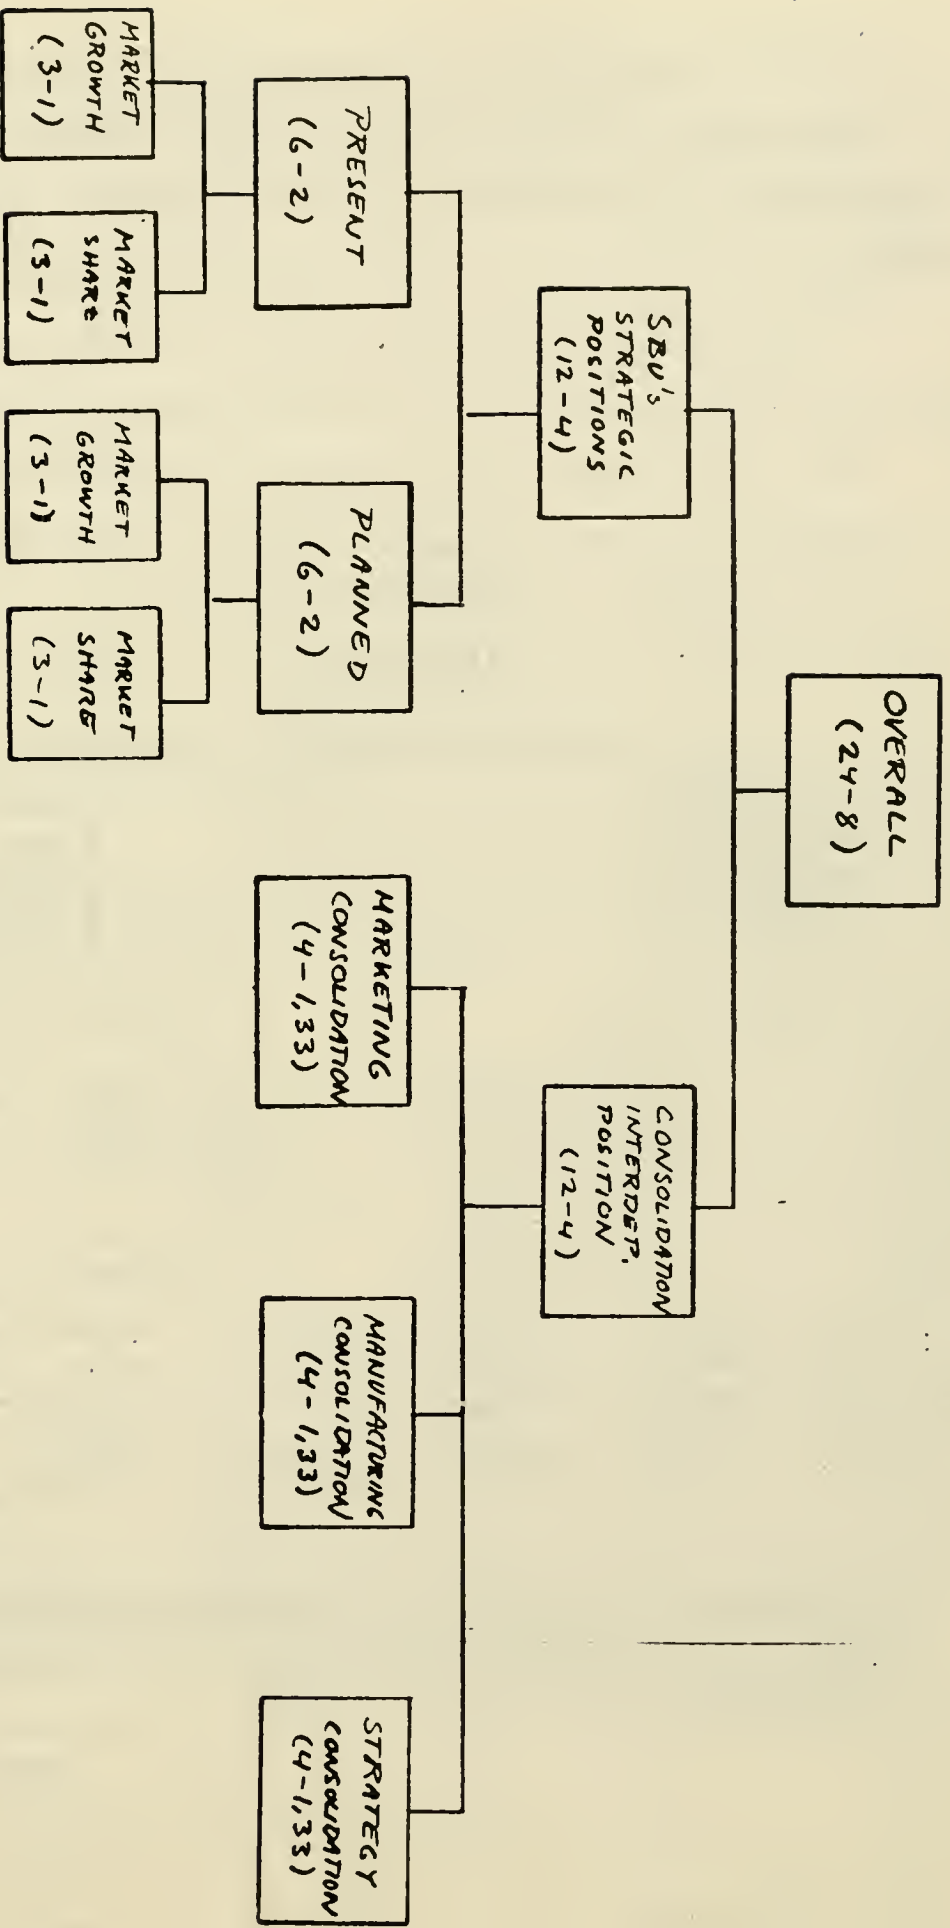 OVERALL
(24-8)
SBU's
STRATEGIC
POSITIONS
(12-4)
CONSOLIDATION
INTERDEP.
POSITION
(12-4)
PRESENT
(6-2)
PLANNED
(6-2)
MARKETING
CONSOLIDATION
(4-1,33)
MANUFACTURING
CONSOLIDATION
(4-1,33)
STRATEGY
CONSOLIDATION
(4-1,33)
MARKET
GROWTH
(3-1)
MARKET
SHARE
(3-1)
MARKET
GROWTH
(3-1)
MARKET
SHARE
(3-1)